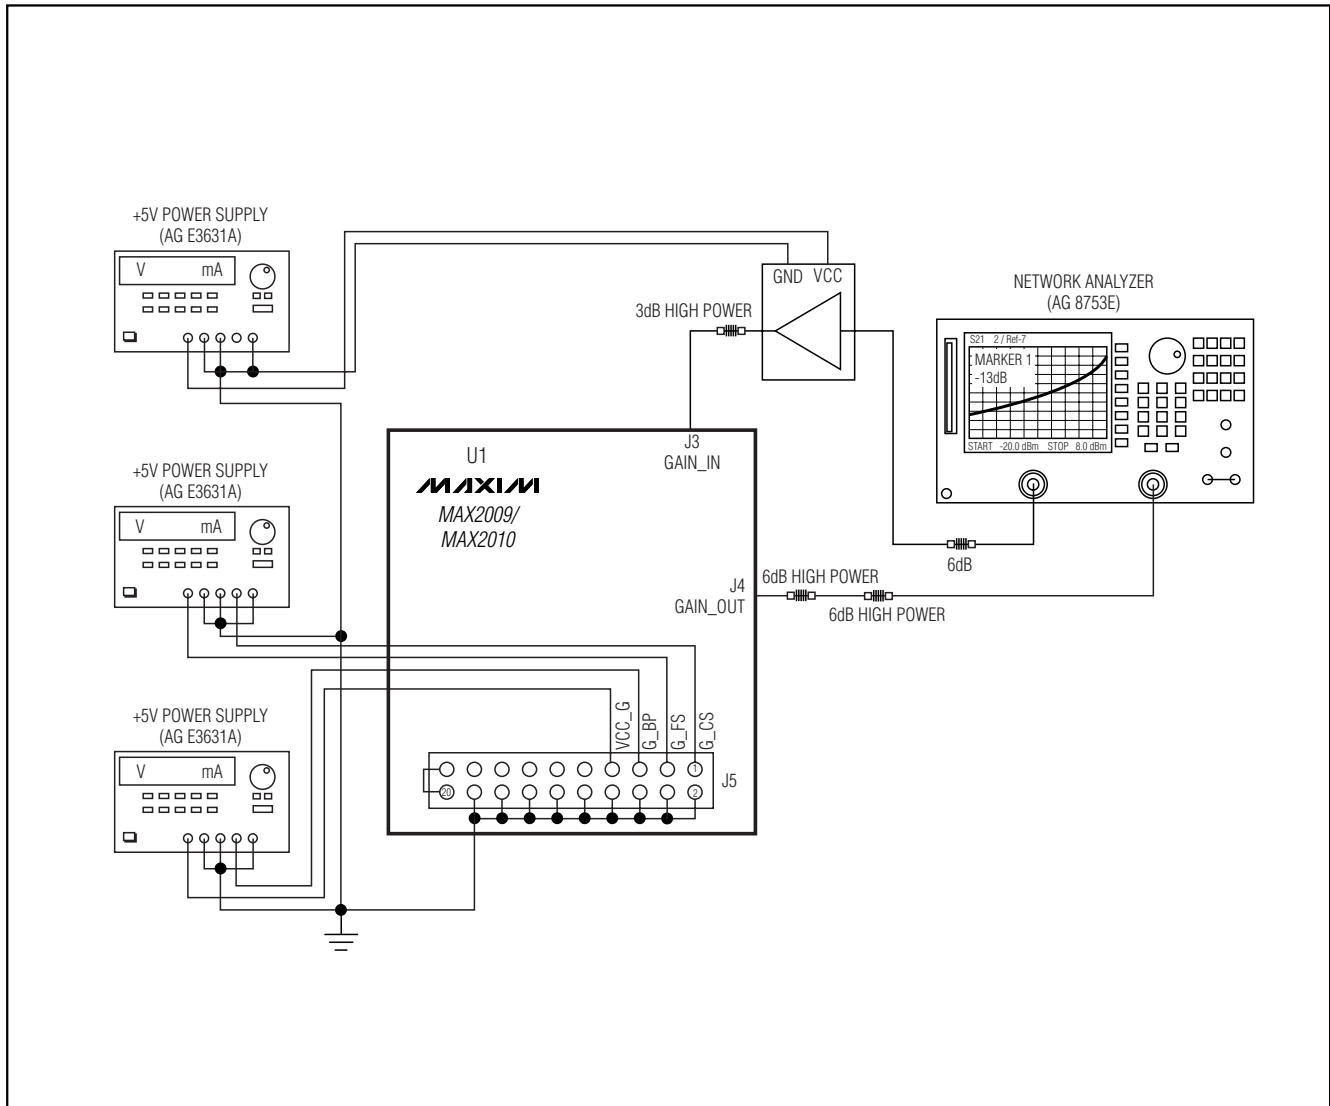 +5V POWER SUPPLY
(AG E3631A)
V mA
GND VCC
3dB HIGH POWER
NETWORK ANALYZER
(AG 8753E)
S21 2 / Ref-7
MARKER 1
-13dB
START -20.0 dBm STOP 8.0 dBm
6dB
+5V POWER SUPPLY
(AG E3631A)
V mA
U1
MAXIM
MAX2009/
MAX2010
J3
GAIN_IN
J4
GAIN_OUT
6dB HIGH POWER
6dB HIGH POWER
+5V POWER SUPPLY
(AG E3631A)
V mA
VCC_G
G_BP
G_FS
G_CS
1
20
2
J5